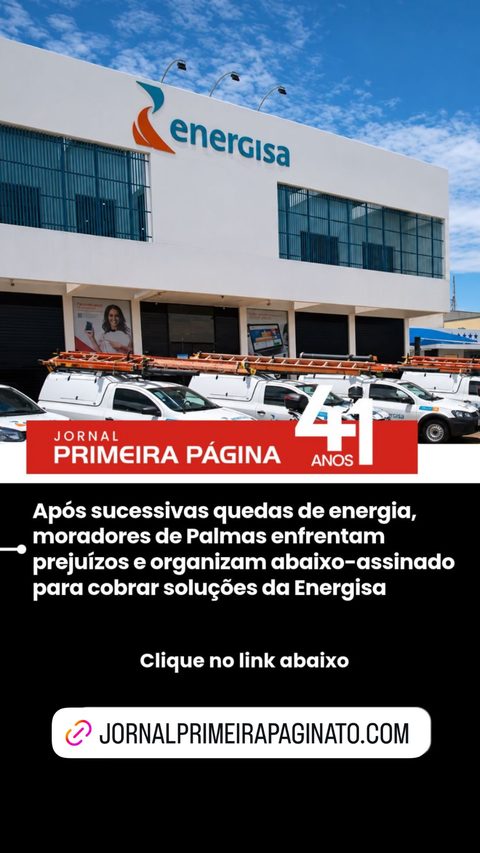 energisa
JORNAL
PRIMEIRA PÁGINA
41
ANOS
Após sucessivas quedas de energia,
moradores de Palmas enfrentam
prejuízos e organizam abaixo-assinado
para cobrar soluções da Energisa
Clique no link abaixo
JORNALPRIMEIRAPAGINATO.COM